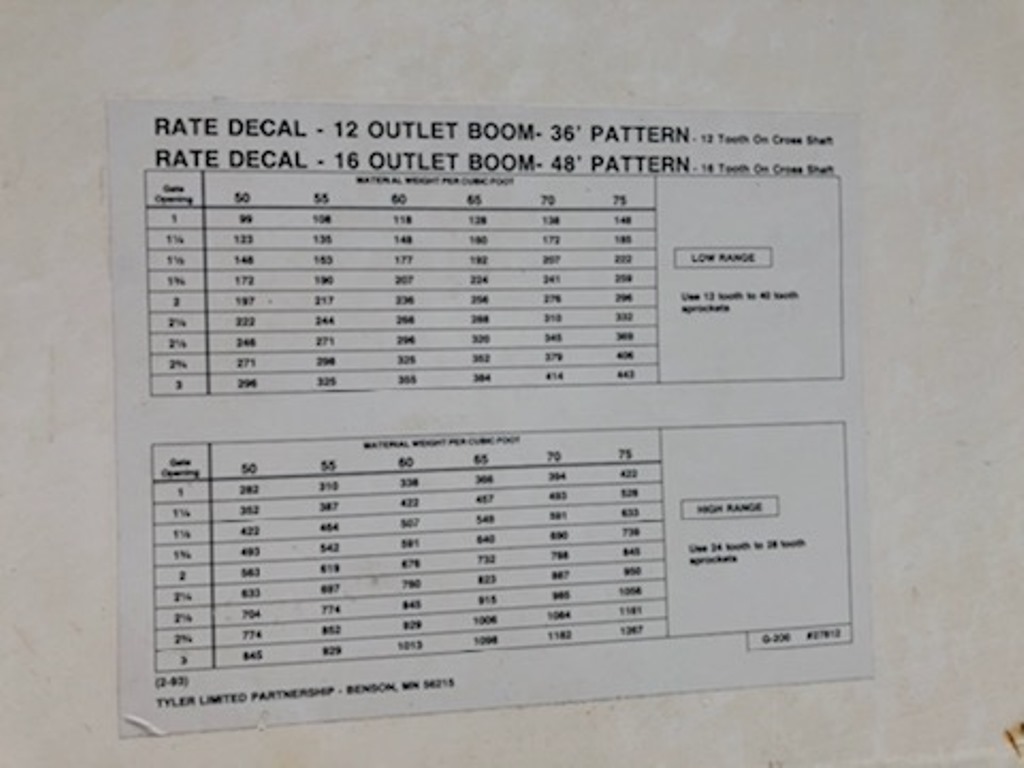 RATE DECAL - 12 OUTLET BOOM- 36' PATTERN - 12 Tooth On Cross Shaft
RATE DECAL - 16 OUTLET BOOM- 48' PATTERN - 16 Tooth On Cross Shaft
MATERIAL WEIGHT PER CUBIC FOOT
Gate Opening 50 55 60 65 70 75
1 99 108 118 128 138 148
1¼ 123 135 148 160 172 185
1½ 148 163 177 192 207 222
1¾ 172 190 207 224 241 259
2 197 217 236 256 276 296
2¼ 222 244 266 288 310 332
2½ 246 271 296 320 345 369
2¾ 271 298 325 352 379 406
3 296 325 355 384 414 443
LOW RANGE
Use 12 tooth to 40 tooth
sprockets
MATERIAL WEIGHT PER CUBIC FOOT
Gate Opening 50 55 60 65 70 75
1 282 310 338 366 394 422
1¼ 352 387 422 457 493 528
1½ 422 464 507 549 591 633
1¾ 493 542 591 640 690 739
2 563 619 676 732 788 845
2¼ 633 697 760 823 887 950
2½ 704 774 845 915 985 1056
2¾ 774 852 929 1006 1084 1161
3 845 929 1013 1098 1182 1267
HIGH RANGE
Use 24 tooth to 28 tooth
sprockets
G-206 #27812
(2-93)
TYLER LIMITED PARTNERSHIP - BENSON, MN 56215